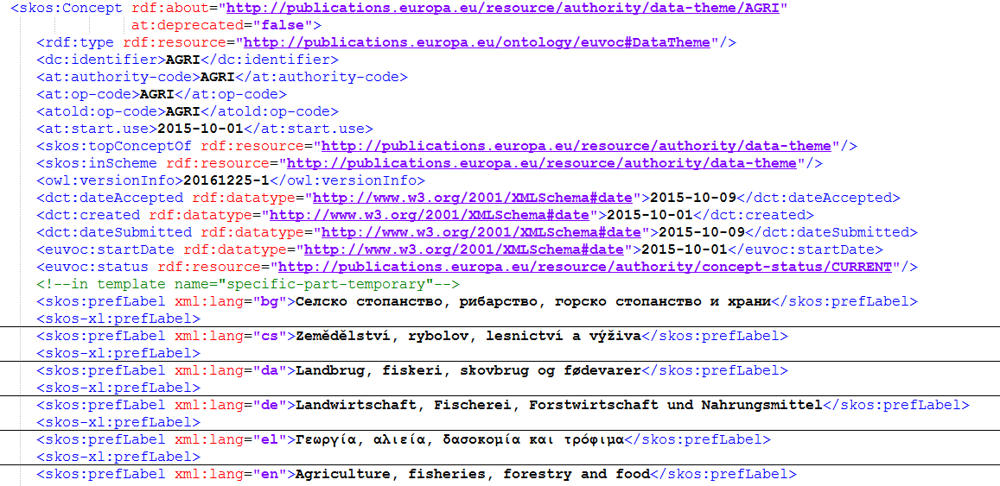 <skos:Concept rdf:about="http://publications.europa.eu/resource/authority/data-theme/AGRI"
at:deprecated="false">
<rdf:type rdf:resource="http://publications.europa.eu/ontology/euvoc#DataTheme"/>
<dc:identifier>AGRI</dc:identifier>
<at:authority-code>AGRI</at:authority-code>
<at:op-code>AGRI</at:op-code>
<atold:op-code>AGRI</atold:op-code>
<at:start.use>2015-10-01</at:start.use>
<skos:topConceptOf rdf:resource="http://publications.europa.eu/resource/authority/data-theme"/>
<skos:inScheme rdf:resource="http://publications.europa.eu/resource/authority/data-theme"/>
<owl:versionInfo>20161225-1</owl:versionInfo>
<dct:dateAccepted rdf:datatype="http://www.w3.org/2001/XMLSchema#date">2015-10-09</dct:dateAccepted>
<dct:created rdf:datatype="http://www.w3.org/2001/XMLSchema#date">2015-10-01</dct:created>
<dct:dateSubmitted rdf:datatype="http://www.w3.org/2001/XMLSchema#date">2015-10-09</dct:dateSubmitted>
<euvoc:startDate rdf:datatype="http://www.w3.org/2001/XMLSchema#date">2015-10-01</euvoc:startDate>
<euvoc:status rdf:resource="http://publications.europa.eu/resource/authority/concept-status/CURRENT"/>
<!--in template name="specific-part-temporary"-->
<skos:prefLabel xml:lang="bg">Селско стопанство, рибарство, горско стопанство и храни</skos:prefLabel>
<skos-xl:prefLabel>
<skos:prefLabel xml:lang="cs">Zemědělství, rybolov, lesnictví a výživa</skos:prefLabel>
<skos-xl:prefLabel>
<skos:prefLabel xml:lang="da">Landbrug, fiskeri, skovbrug og fødevarer</skos:prefLabel>
<skos-xl:prefLabel>
<skos:prefLabel xml:lang="de">Landwirtschaft, Fischerei, Forstwirtschaft und Nahrungsmittel</skos:prefLabel>
<skos-xl:prefLabel>
<skos:prefLabel xml:lang="el">Γεωργία, αλιεία, δασοκομία και τρόφιμα</skos:prefLabel>
<skos-xl:prefLabel>
<skos:prefLabel xml:lang="en">Agriculture, fisheries, forestry and food</skos:prefLabel>